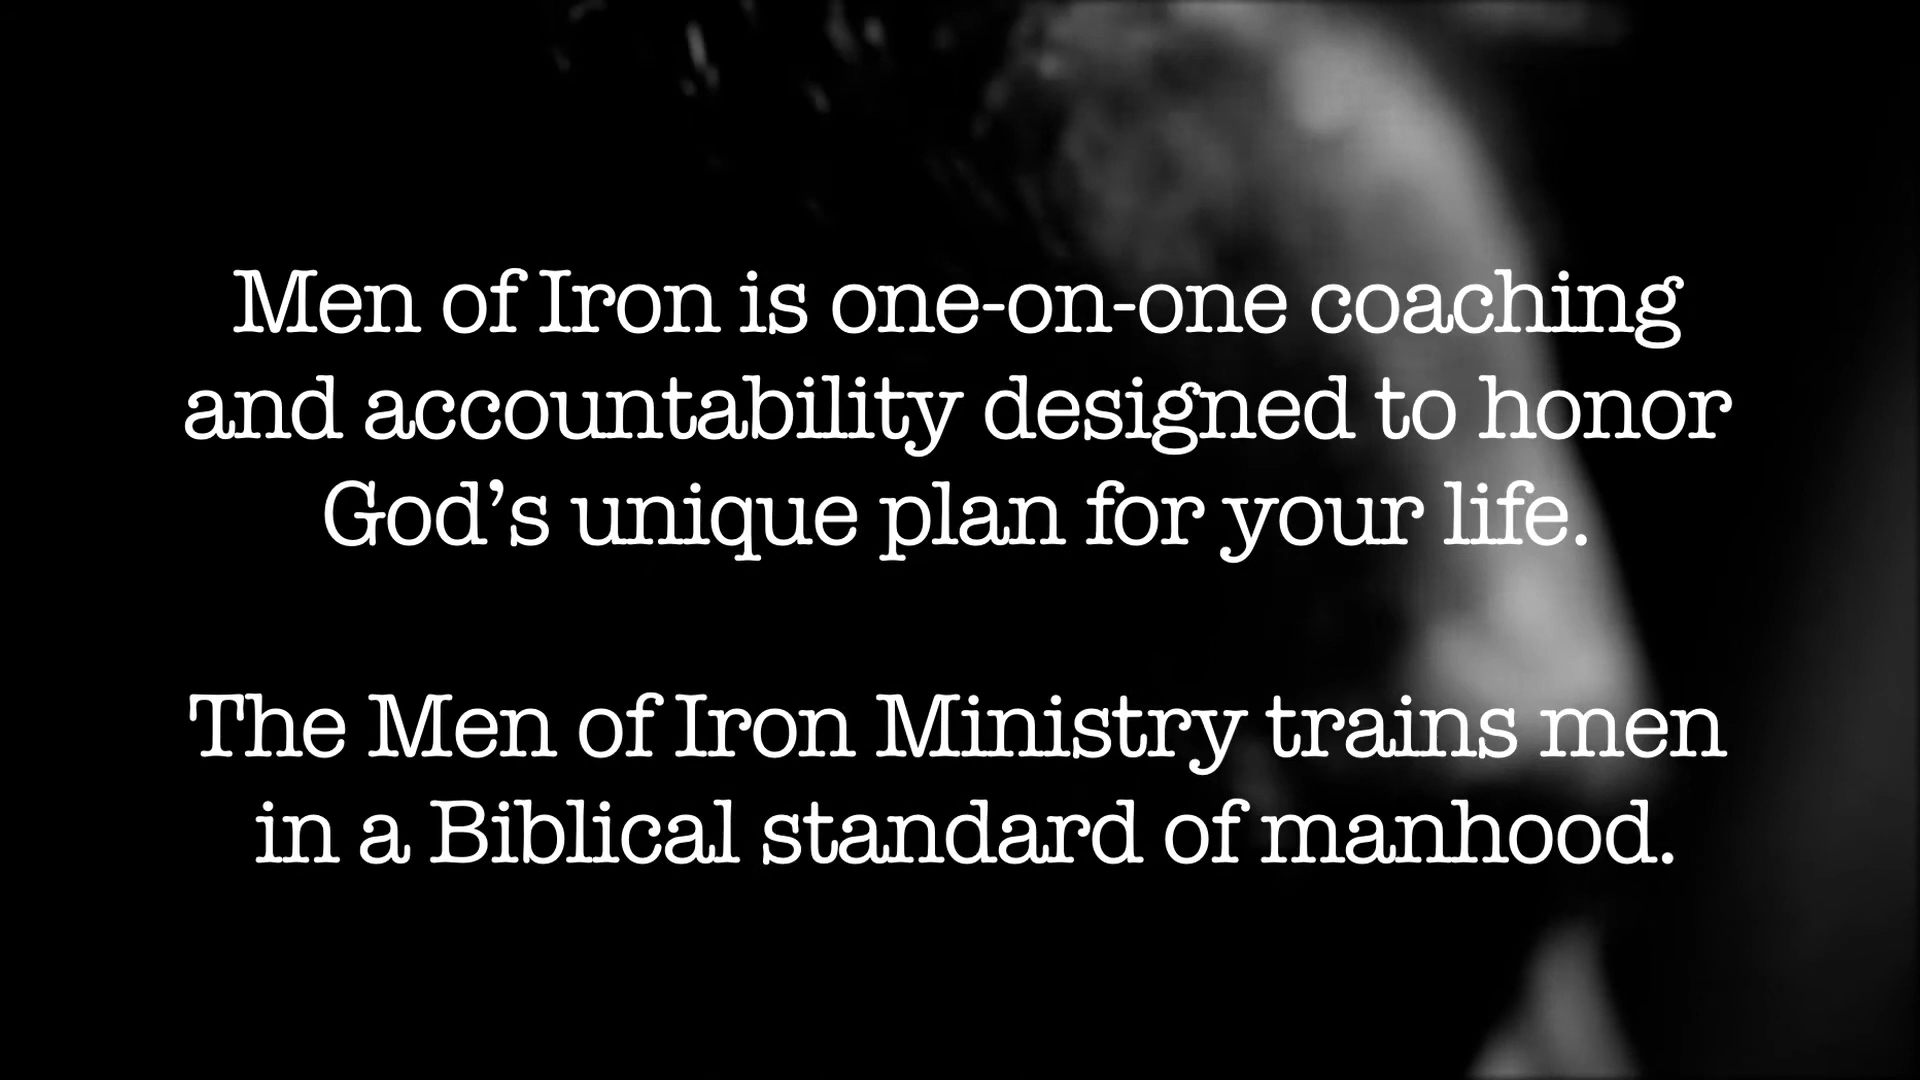 Men of Iron is one-on-one coaching
and accountability designed to honor
God’s unique plan for your life.
The Men of Iron Ministry trains men
in a Biblical standard of manhood.